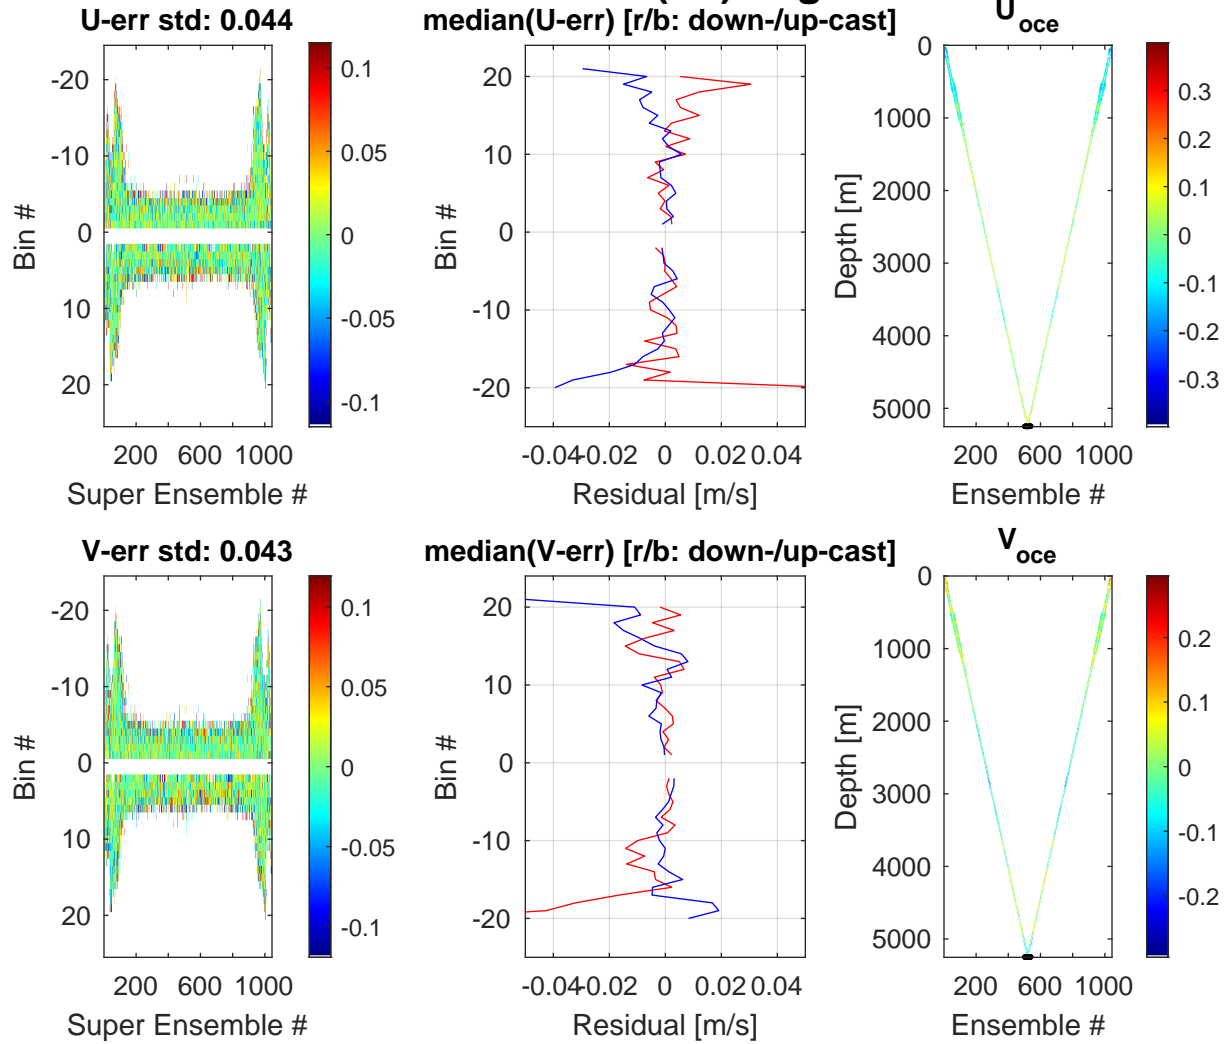 U-err std: 0.044
-20
-10
0
10
20
Bin #
200 600 1000
Super Ensemble #
0.1
0.05
0
-0.05
-0.1
median(U-err) [r/b: down-/up-cast]
20
10
0
-10
-20
Bin #
-0.04 -0.02 0 0.02 0.04
Residual [m/s]
U oce
0
1000
2000
3000
4000
5000
Depth [m]
0 600 1000
Ensemble #
0.3
0.2
0.1
0
-0.1
-0.2
-0.3
V-err std: 0.043
-20
-10
0
10
20
Bin #
200 600 1000
Super Ensemble #
0.1
0.05
0
-0.05
-0.1
median(V-err) [r/b: down-/up-cast]
20
10
0
-10
-20
Bin #
-0.04 -0.02 0 0.02 0.04
Residual [m/s]
V oce
0
1000
2000
3000
4000
5000
Depth [m]
200 600 1000
Ensemble #
0.2
0.1
0
-0.1
-0.2